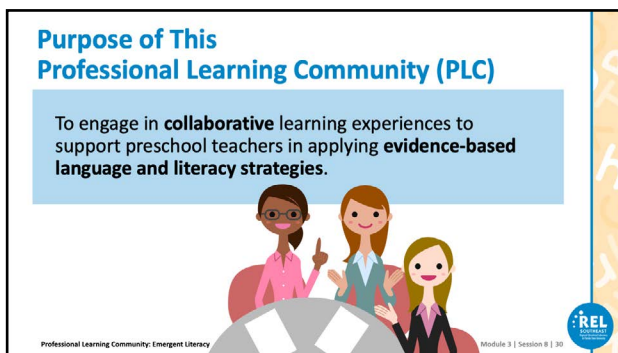 Purpose of This
Professional Learning Community (PLC)
To engage in collaborative learning experiences to
support preschool teachers in applying evidence-based
language and literacy strategies.
Professional Learning Community: Emergent Literacy
Module 3 | Session 8 | 30
REL
SOUTHEAST